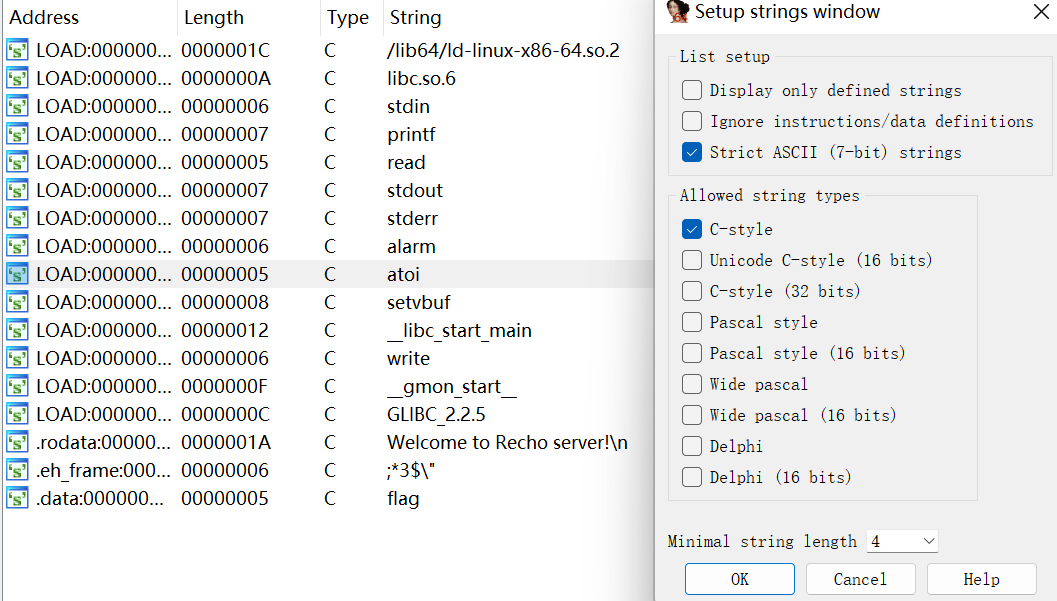 Address Length Type String
LOAD:000000... 0000001C C /lib64/ld-linux-x86-64.so.2
LOAD:000000... 0000000A C libc.so.6
LOAD:000000... 00000006 C stdin
LOAD:000000... 00000007 C printf
LOAD:000000... 00000005 C read
LOAD:000000... 00000007 C stdout
LOAD:000000... 00000007 C stderr
LOAD:000000... 00000006 C alarm
LOAD:000000... 00000005 C atoi
LOAD:000000... 00000008 C setvbuf
LOAD:000000... 00000012 C __libc_start_main
LOAD:000000... 00000006 C write
LOAD:000000... 0000000F C __gmon_start__
LOAD:000000... 0000000C C GLIBC_2.2.5
.rodata:00000... 0000001A C Welcome to Recho server!\n
.eh_frame:000... 00000006 C ;*3$\"
.data:000000... 00000005 C flag
Setup strings window
List setup
Display only defined strings
Ignore instructions/data definitions
Strict ASCII (7-bit) strings
Allowed string types
C-style
Unicode C-style (16 bits)
C-style (32 bits)
Pascal style
Pascal style (16 bits)
Wide pascal
Wide pascal (16 bits)
Delphi
Delphi (16 bits)
Minimal string length 4
OK Cancel Help